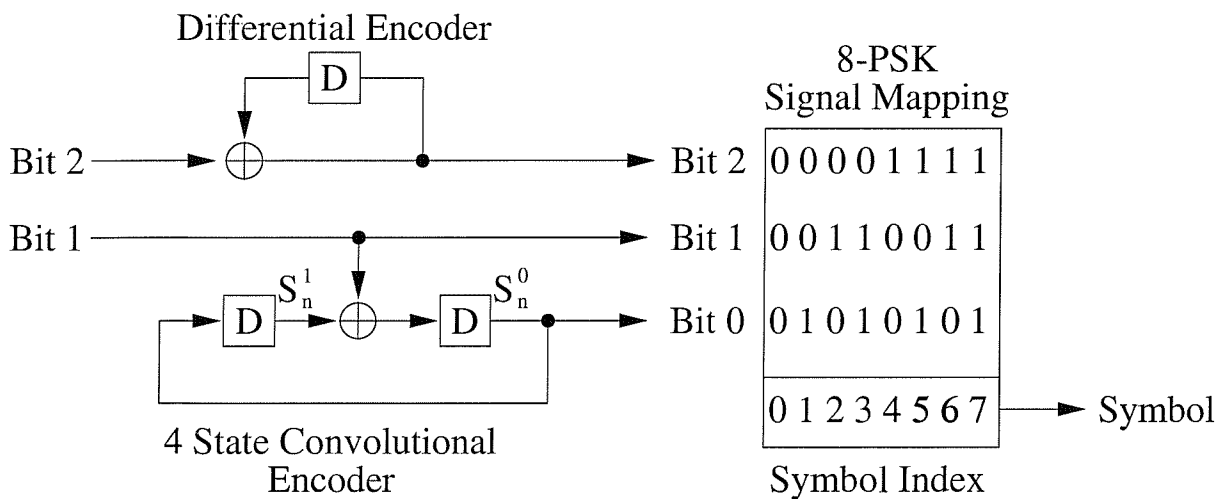 Differential Encoder
D
8-PSK
Signal Mapping
Bit 2
Bit 2
0 0 0 0 1 1 1 1
Bit 1
Bit 1
0 0 1 1 0 0 1 1
D
S_n^1
D
S_n^0
Bit 0
0 1 0 1 0 1 0 1
0 1 2 3 4 5 6 7
Symbol
4 State Convolutional
Encoder
Symbol Index